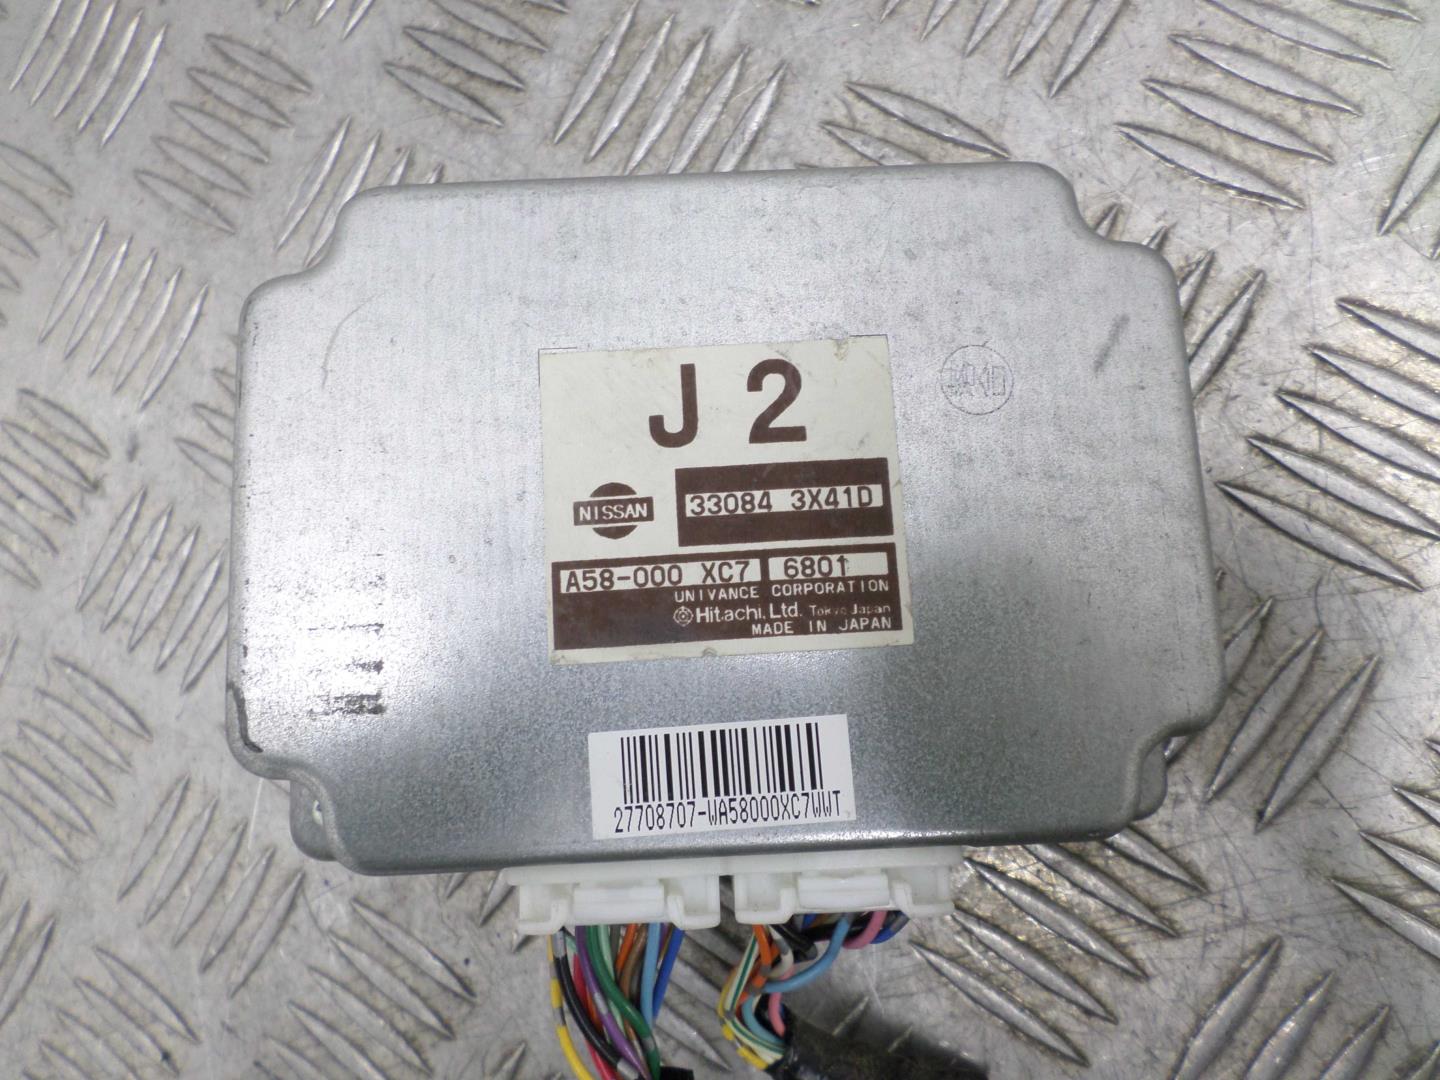 J 2
NISSAN
33084 3X41D
A58-000 XC7 6801
UNIVANCE CORPORATION
Hitachi, Ltd. Tokyo Japan
MADE IN JAPAN
27708707-WA58000XC7WWT